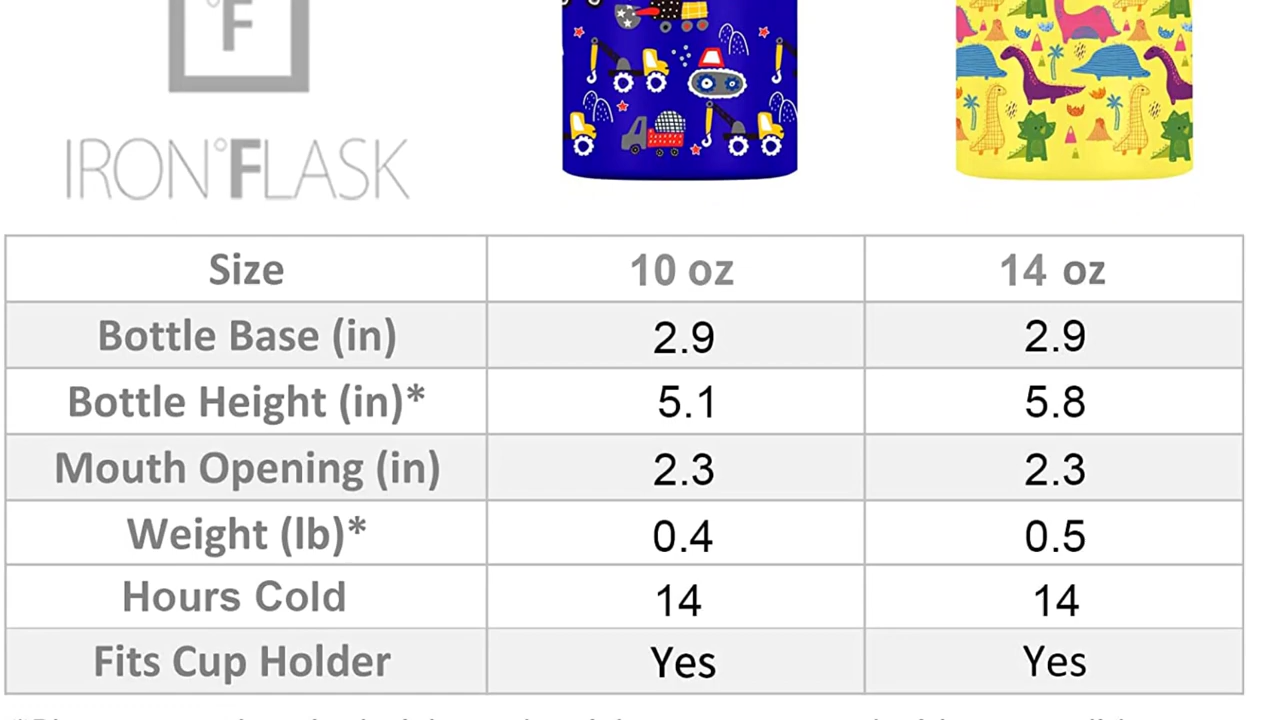 °F
IRON°FLASK
Size 10 oz 14 oz
Bottle Base (in) 2.9 2.9
Bottle Height (in)* 5.1 5.8
Mouth Opening (in) 2.3 2.3
Weight (lb)* 0.4 0.5
Hours Cold 14 14
Fits Cup Holder Yes Yes